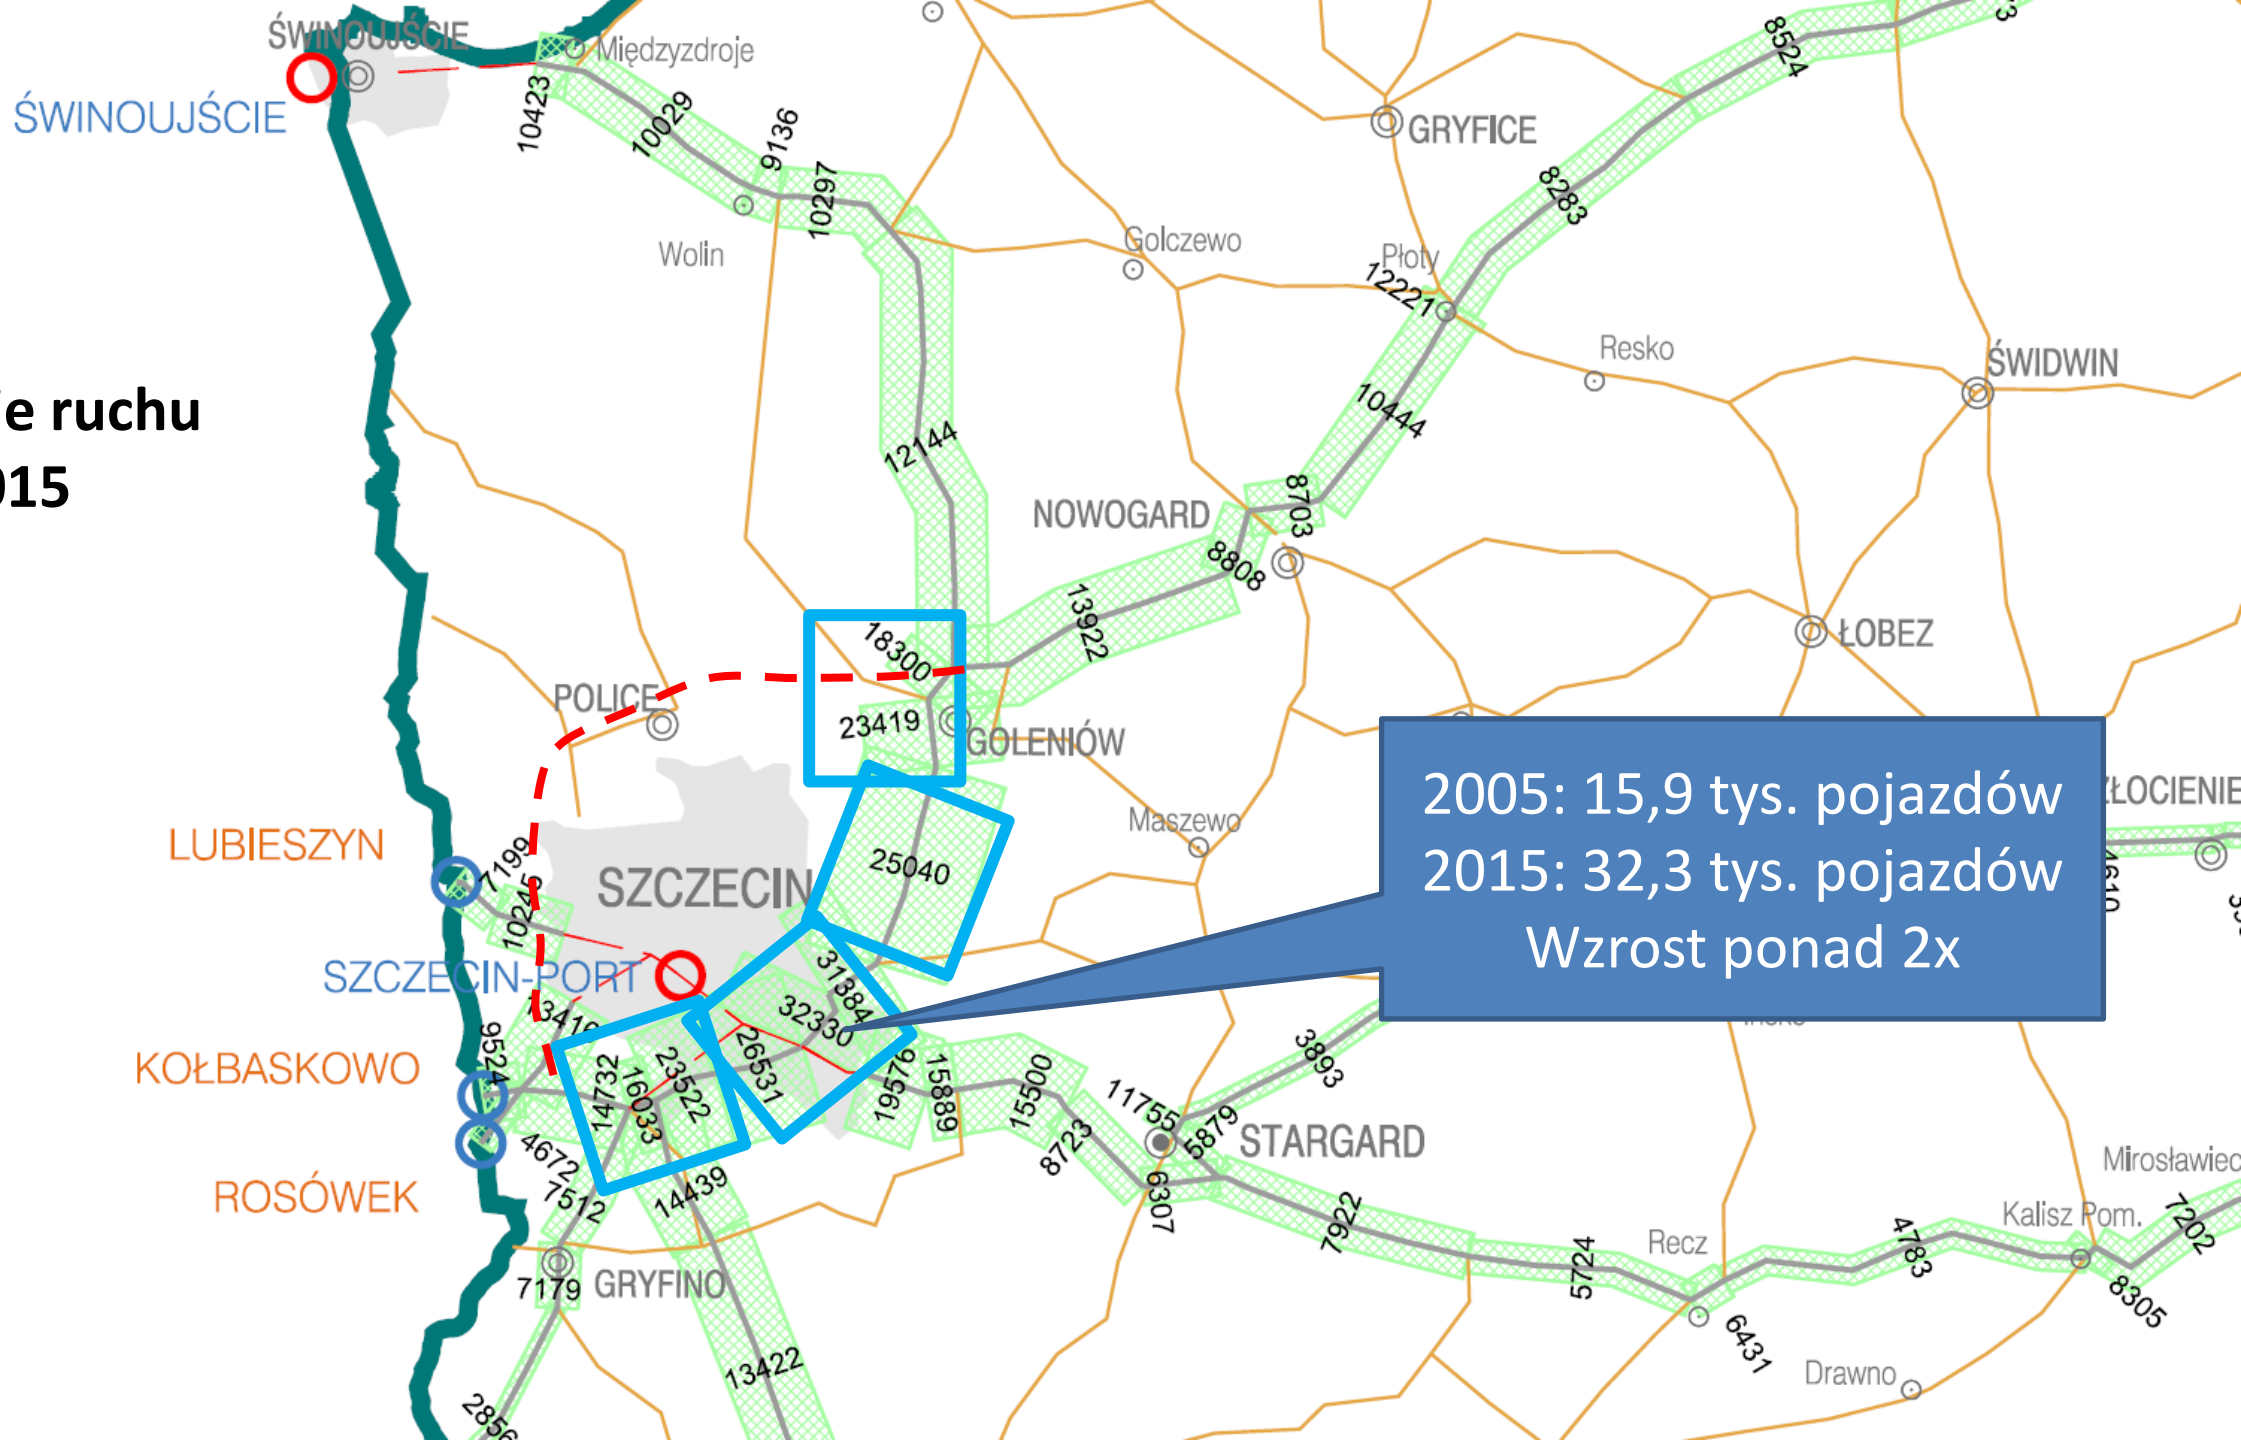 ŚWINOUJŚCIE
Międzyzdroje
ŚWINOUJŚCIE
10423
10029
9136
10297
Wolin
GRYFICE
8524
8283
Golczewo
Płoty
12221
Resko
ŚWIDWIN
ruchu
10444
12144
NOWOGARD
8703
8808
13922
18300
ŁOBEZ
POLICE
23419
GOLENIÓW
2005: 15,9 tys. pojazdów
2015: 32,3 tys. pojazdów
Wzrost ponad 2x
Maszewo
LUBIESZYN
7199
10245
SZCZECIN
25040
4610
SZCZECIN-PORT
31384
32330
13416
9524
KOŁBASKOWO
14732
16033
23522
26531
19576
15889
15500
3893
11755
5879
STARGARD
8723
6307
4672
7512
14439
ROSÓWEK
7922
Recz
5724
4783
Kalisz Pom.
Mirosławiec
7202
8305
7179
GRYFINO
13422
6431
Drawno
2856